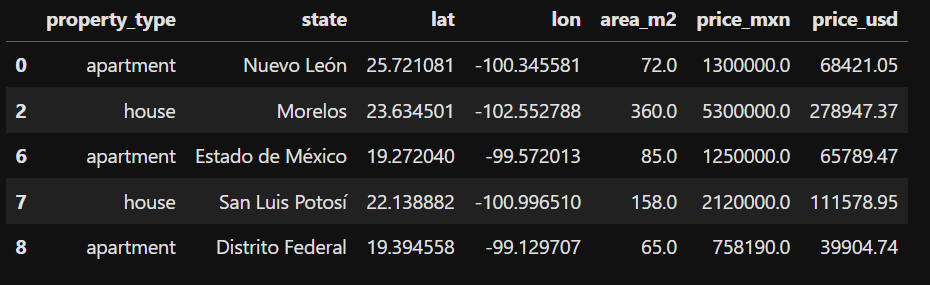 property_type state lat lon area_m2 price_mxn price_usd
0 apartment Nuevo León 25.721081 -100.345581 72.0 1300000.0 68421.05
2 house Morelos 23.634501 -102.552788 360.0 5300000.0 278947.37
6 apartment Estado de México 19.272040 -99.572013 85.0 1250000.0 65789.47
7 house San Luis Potosí 22.138882 -100.996510 158.0 2120000.0 111578.95
8 apartment Distrito Federal 19.394558 -99.129707 65.0 758190.0 39904.74